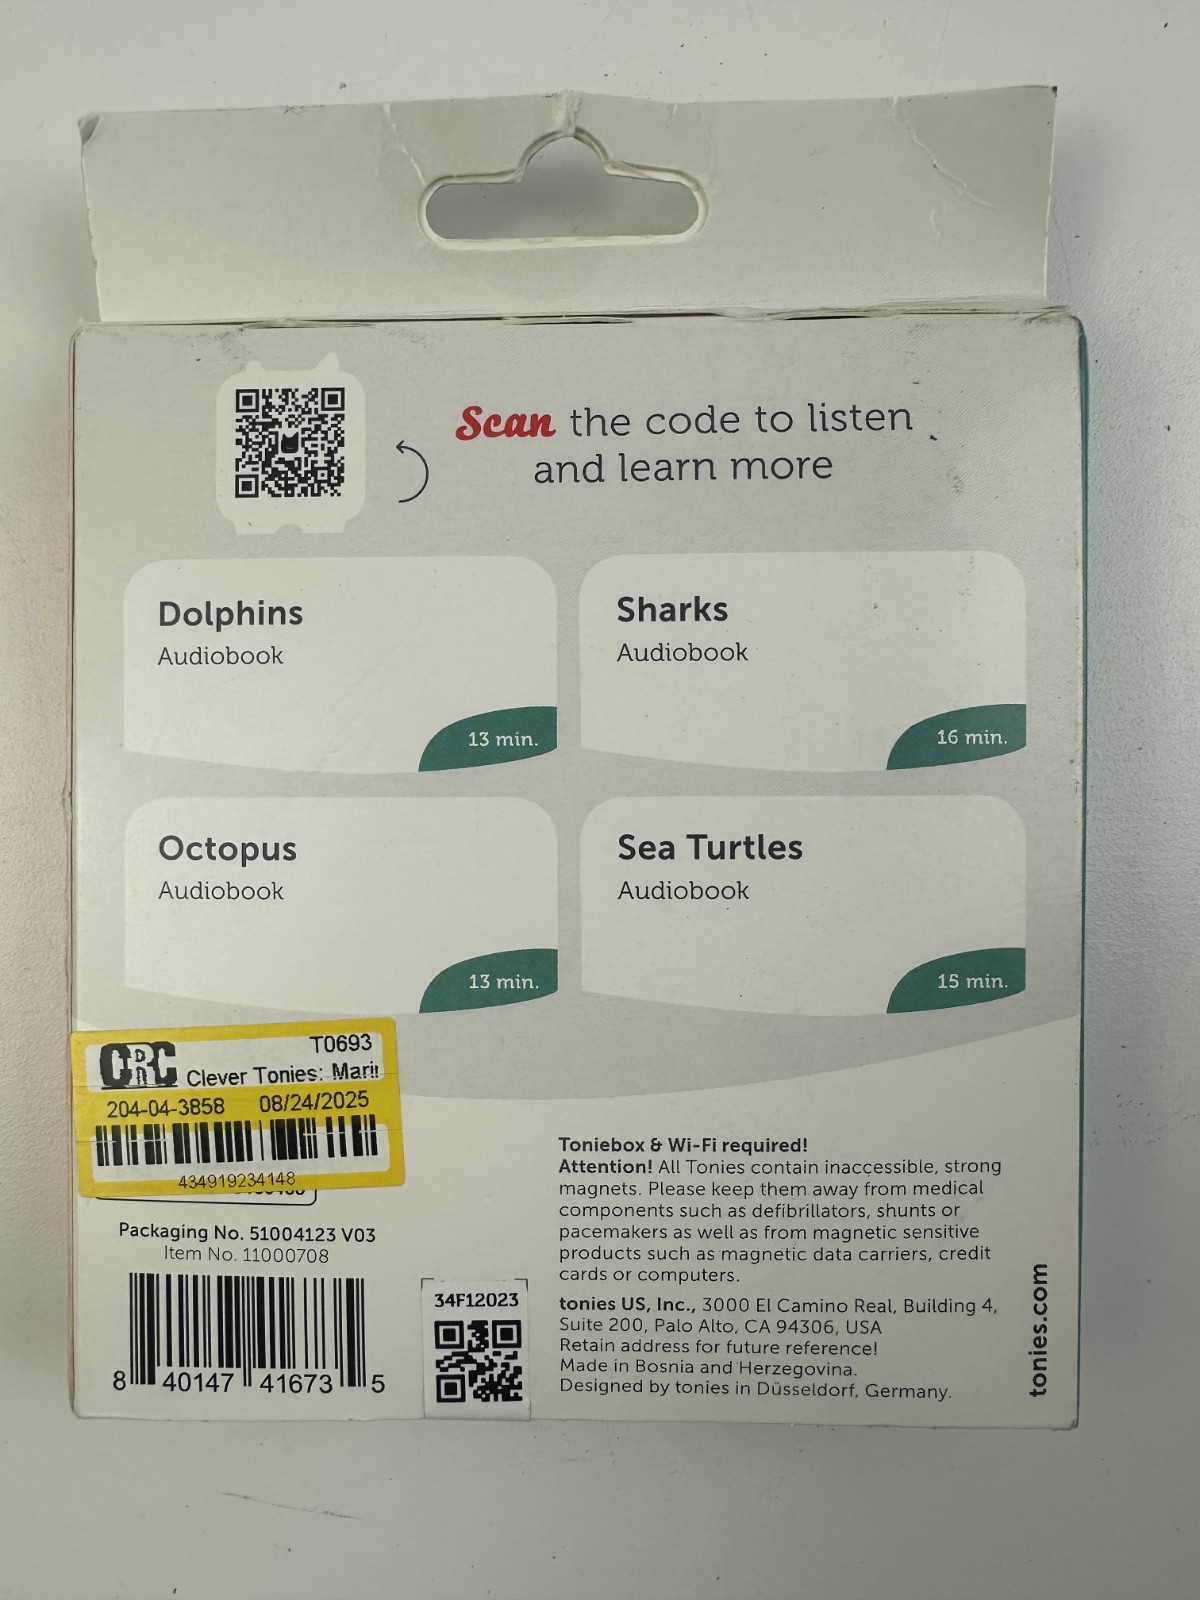 Scan the code to listen
and learn more
Dolphins
Audiobook
13 min.
Sharks
Audiobook
16 min.
Octopus
Audiobook
13 min.
Sea Turtles
Audiobook
15 min.
CRC
T0693
Clever Tonies:
204-04-3858 08/24/2025
434919234148
Packaging No. 51004123 V03
Item No. 11000708
8 40147 41673 5
34F12023
Toniebox & Wi-Fi required!
Attention! All Tonies contain inaccessible, strong
magnets. Please keep them away from medical
components such as defibrillators, shunts or
pacemakers as well as from magnetic sensitive
products such as magnetic data carriers, credit
cards or computers.
tonies US, Inc., 3000 El Camino Real, Building 4,
Suite 200, Palo Alto, CA 94306, USA
Retain address for future reference!
Made in Bosnia and Herzegovina.
Designed by tonies in Düsseldorf, Germany.
tonies.com